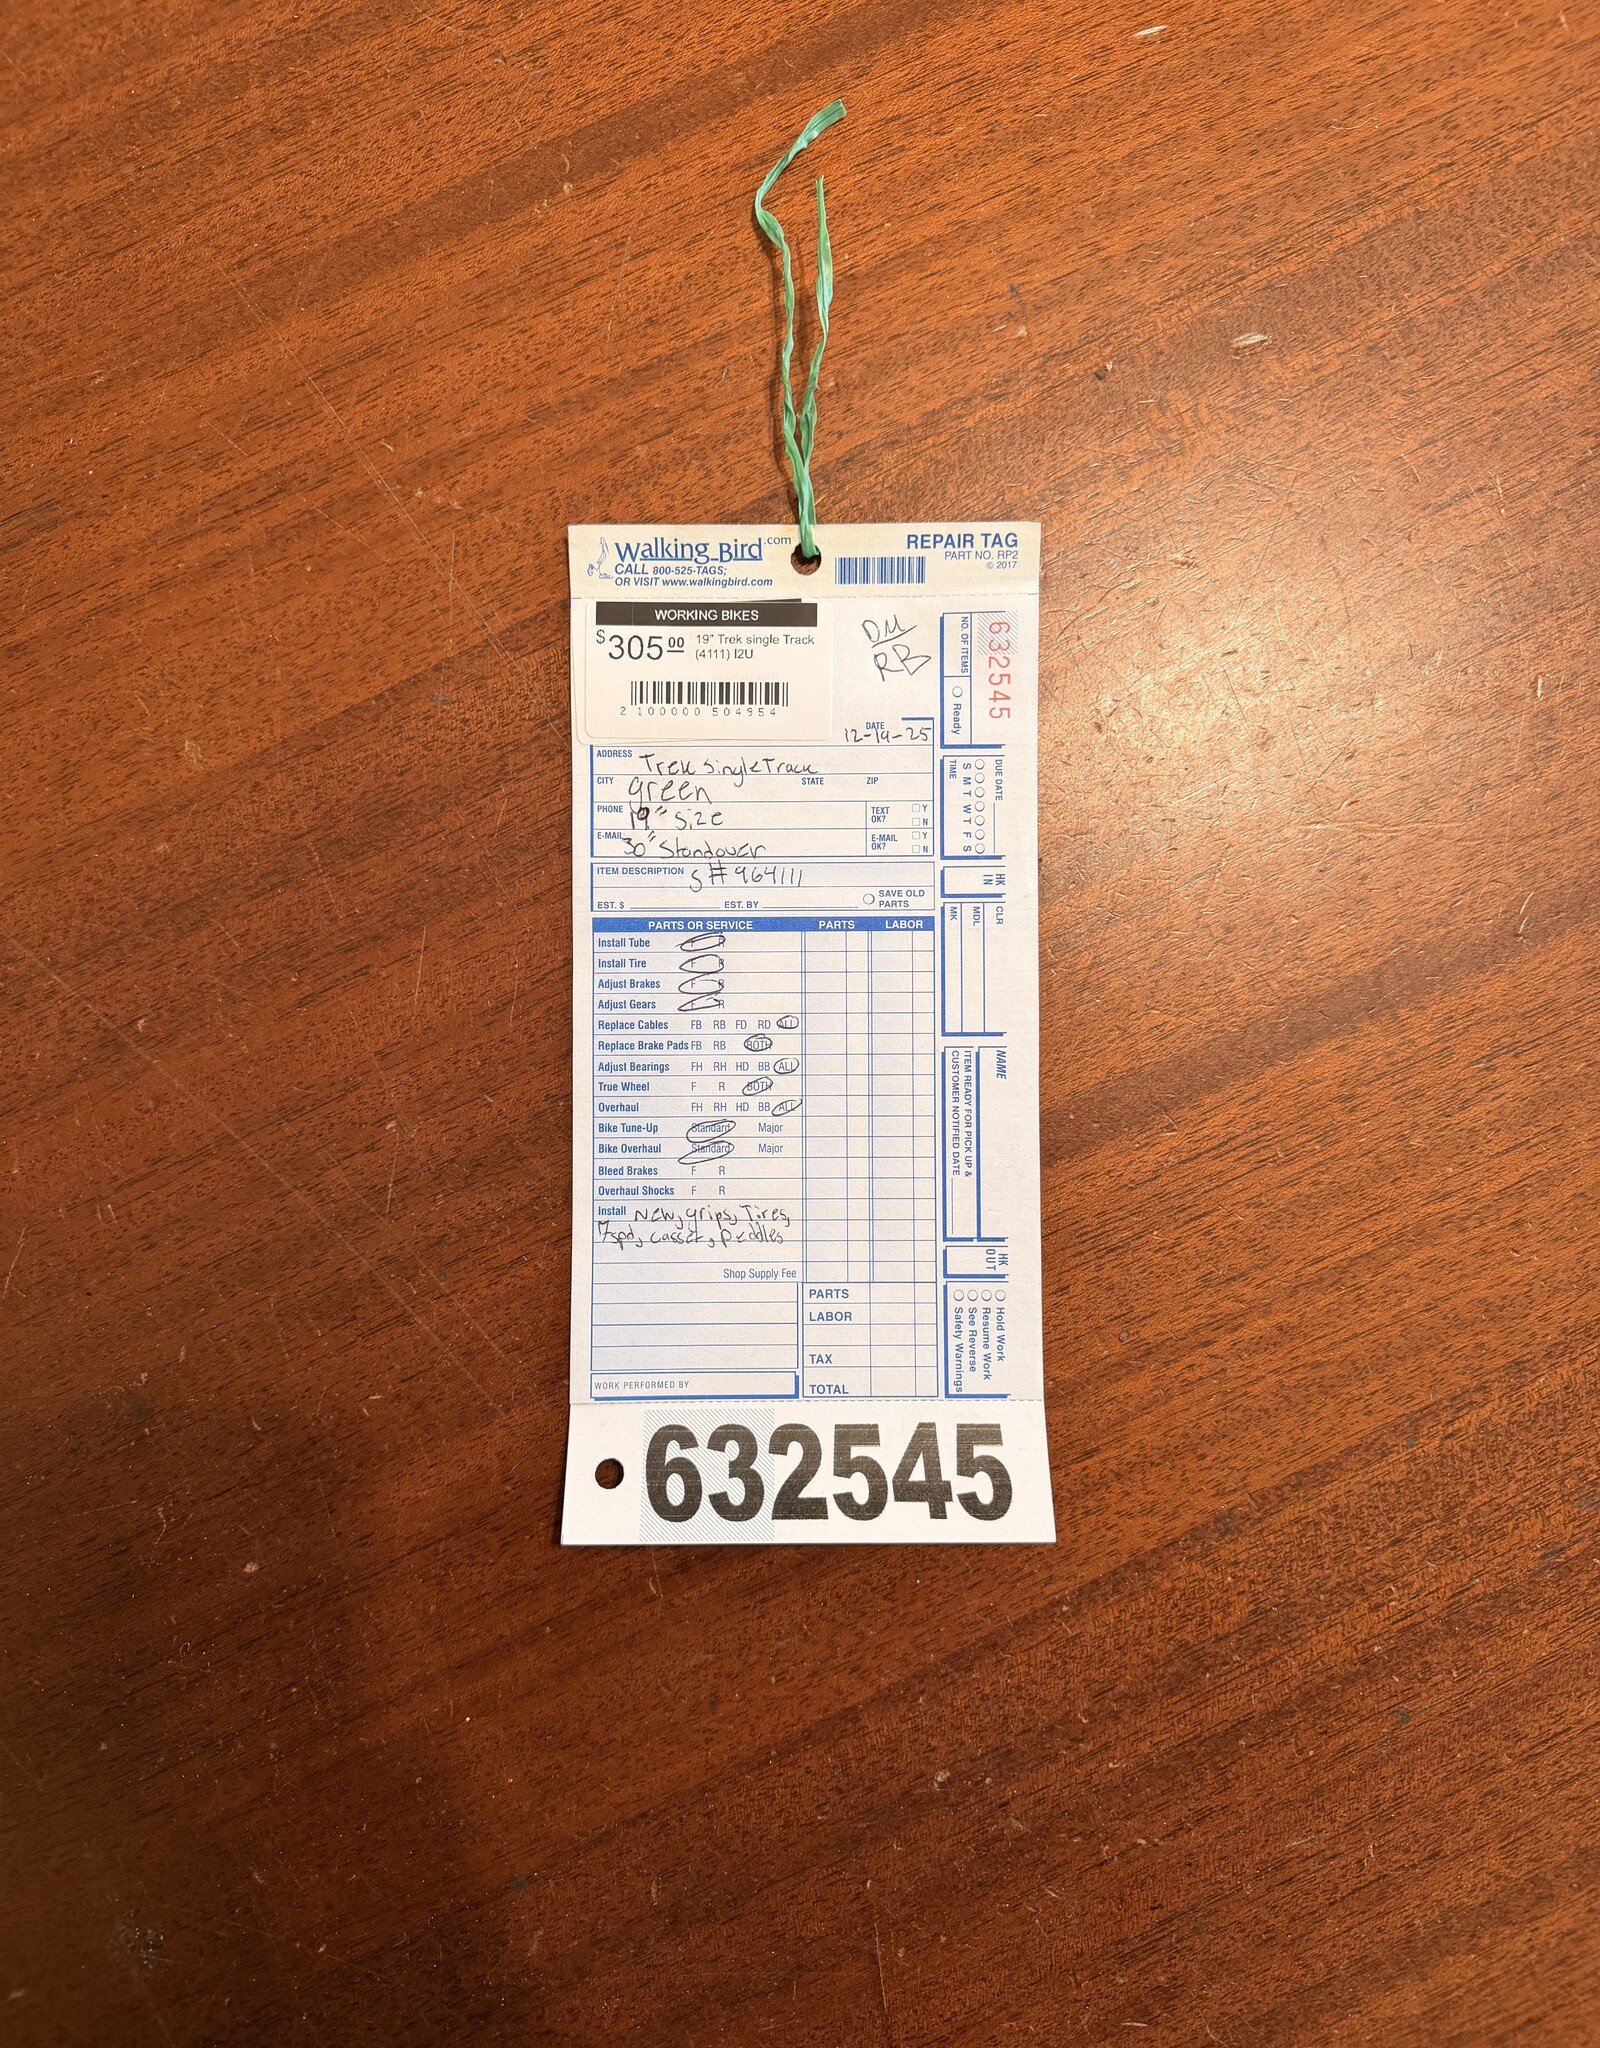 Walking Bird.com
CALL 800-525-TAGS;
OR VISIT www.walkingbird.com
REPAIR TAG
PART NO. RP2
© 2017
WORKING BIKES
$305.00 19" Trek single Track
(4111) I2U
2 100000 504954
DM
RB
DATE
12-14-25
ADDRESS Trek SingleTrack
CITY green STATE ZIP
PHONE 19" Size TEXT OK? Y N
E-MAIL 30" Standover E-MAIL OK? Y N
ITEM DESCRIPTION S#964111
EST. $ EST. BY SAVE OLD PARTS
PARTS OR SERVICE PARTS LABOR
Install Tube F R
Install Tire F R
Adjust Brakes F R
Adjust Gears F R
Replace Cables FB RB FD RD ALL
Replace Brake Pads FB RB BOTH
Adjust Bearings FH RH HD BB ALL
True Wheel F R BOTH
Overhaul FH RH HD BB ALL
Bike Tune-Up Standard Major
Bike Overhaul Standard Major
Bleed Brakes F R
Overhaul Shocks F R
Install New, grips, Tires,
7spd, casset, peddles
Shop Supply Fee
PARTS
LABOR
TAX
TOTAL
WORK PERFORMED BY
632545
NO. OF ITEMS
Ready
DUE DATE
S M T W T F S
TIME
HK IN
CLR
MDL
MK
NAME
ITEM READY FOR PICK UP &
CUSTOMER NOTIFIED DATE
HK OUT
Hold Work
Resume Work
See Reverse
Safety Warnings
632545